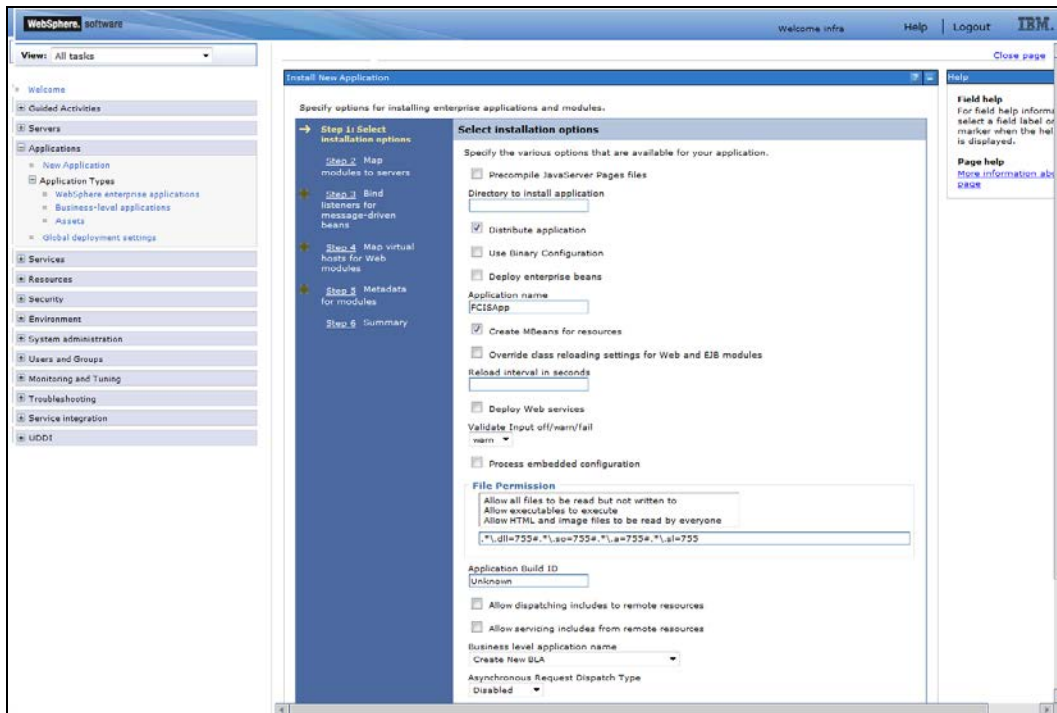 WebSphere. software
Welcome infra
Help
Logout
IBM.
View: All tasks
Close page
Welcome
Guided Activities
Servers
Applications
New Application
Application Types
WebSphere enterprise applications
Business-level applications
Assets
Global deployment settings
Services
Resources
Security
Environment
System administration
Users and Groups
Monitoring and Tuning
Troubleshooting
Service integration
UDDI
Install New Application
Specify options for installing enterprise applications and modules.
Step 1: Select
installation options
Step 2 Map
modules to servers
Step 3 Bind
listeners for
message-driven
beans
Step 4 Map virtual
hosts for Web
modules
Step 5 Metadata
for modules
Step 6 Summary
Select installation options
Specify the various options that are available for your application.
Precompile JavaServer Pages files
Directory to install application
Distribute application
Use Binary Configuration
Deploy enterprise beans
Application name
FCISApp
Create MBeans for resources
Override class reloading settings for Web and EJB modules
Reload interval in seconds
Deploy Web services
Validate Input off/warn/fail
warn
Process embedded configuration
File Permission
Allow all files to be read but not written to
Allow executables to execute
Allow HTML and image files to be read by everyone
.*\.dll=755#.*\.so=755#.*\.a=755#.*\.sl=755
Application Build ID
Unknown
Allow dispatching includes to remote resources
Allow servicing includes from remote resources
Business level application name
Create New BLA
Asynchronous Request Dispatch Type
Disabled
Help
Field help
For field help informa
select a field label or
marker when the hel
is displayed.
Page help
More information abo
page